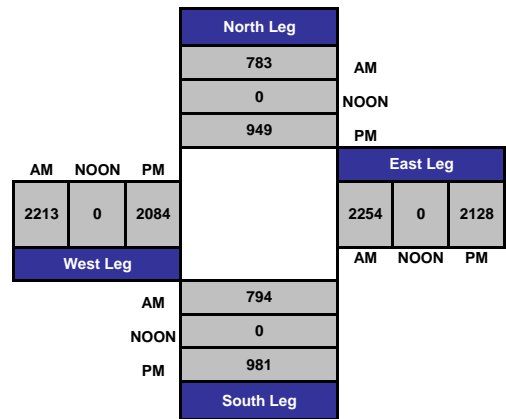 North Leg
783 AM
0 NOON
949 PM
AM NOON PM East Leg
2213 0 2084 2254 0 2128
West Leg AM NOON PM
AM 794
NOON 0
PM 981
South Leg